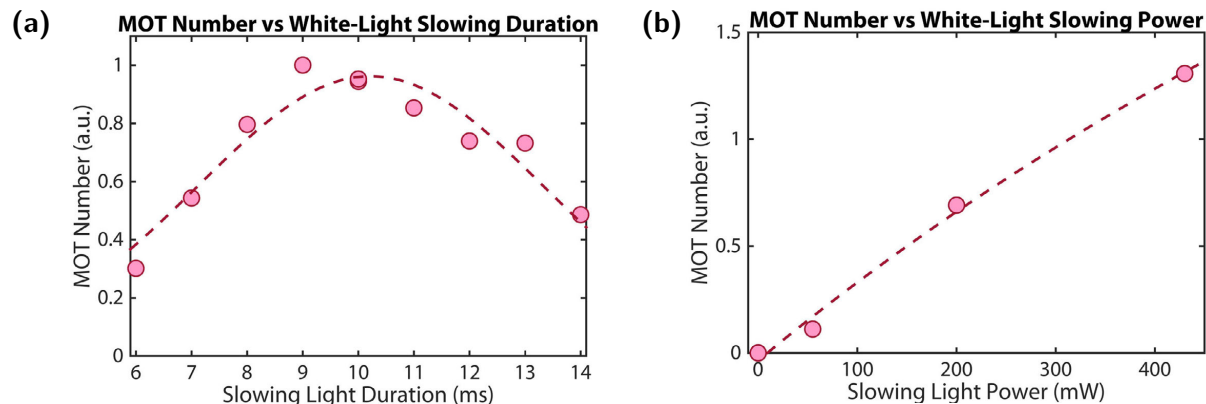 (a)
MOT Number vs White-Light Slowing Duration
MOT Number (a.u.)
1
0.8
0.6
0.4
0.2
0
6 7 8 9 10 11 12 13 14
Slowing Light Duration (ms)
(b)
MOT Number vs White-Light Slowing Power
MOT Number (a.u.)
1.5
1
0.5
0
0 100 200 300 400
Slowing Light Power (mW)